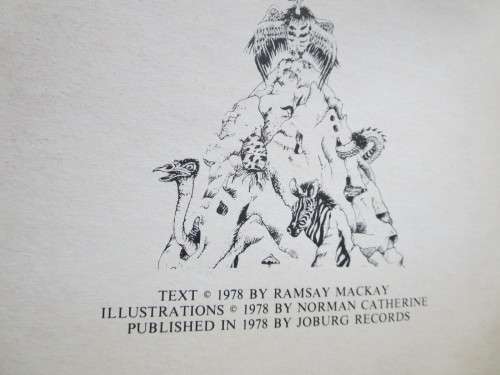 TEXT © 1978 BY RAMSAY MACKAY
ILLUSTRATIONS © 1978 BY NORMAN CATHERINE
PUBLISHED IN 1978 BY JOBURG RECORDS